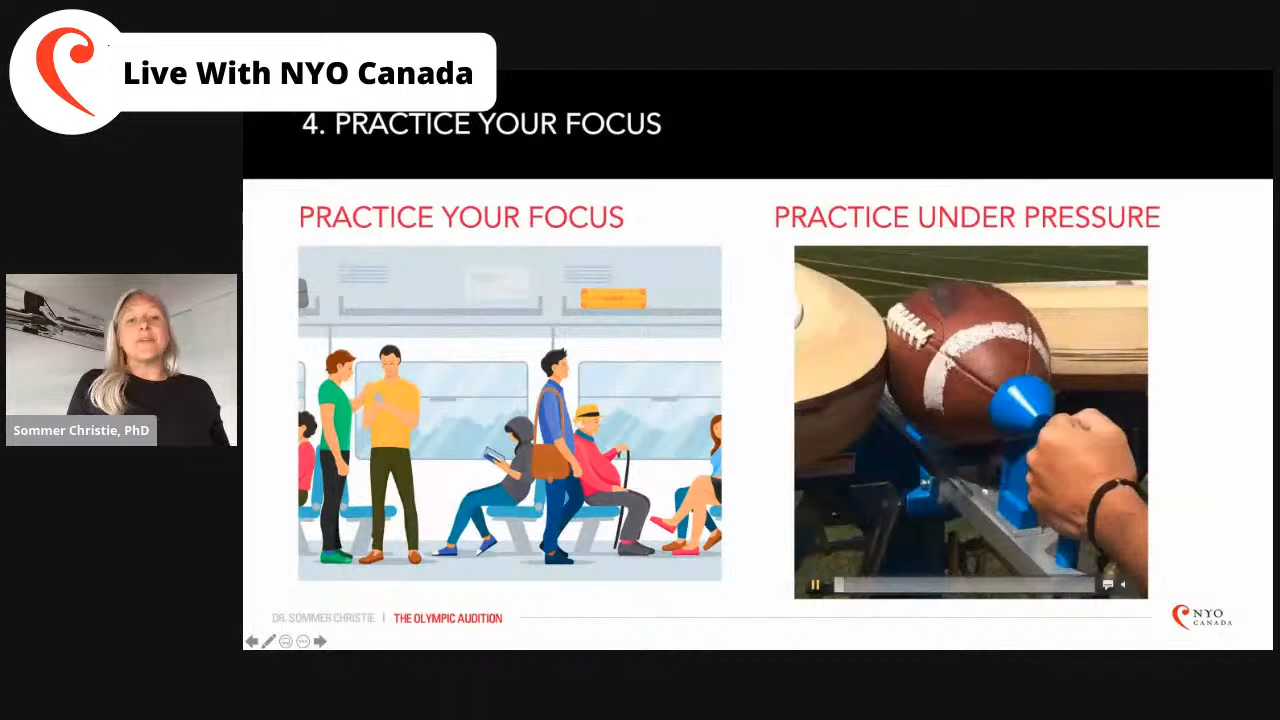 Live With NYO Canada
4. PRACTICE YOUR FOCUS
PRACTICE YOUR FOCUS
PRACTICE UNDER PRESSURE
Sommer Christie, PhD
DR. SOMMER CHRISTIE | THE OLYMPIC AUDITION
NYO
CANADA